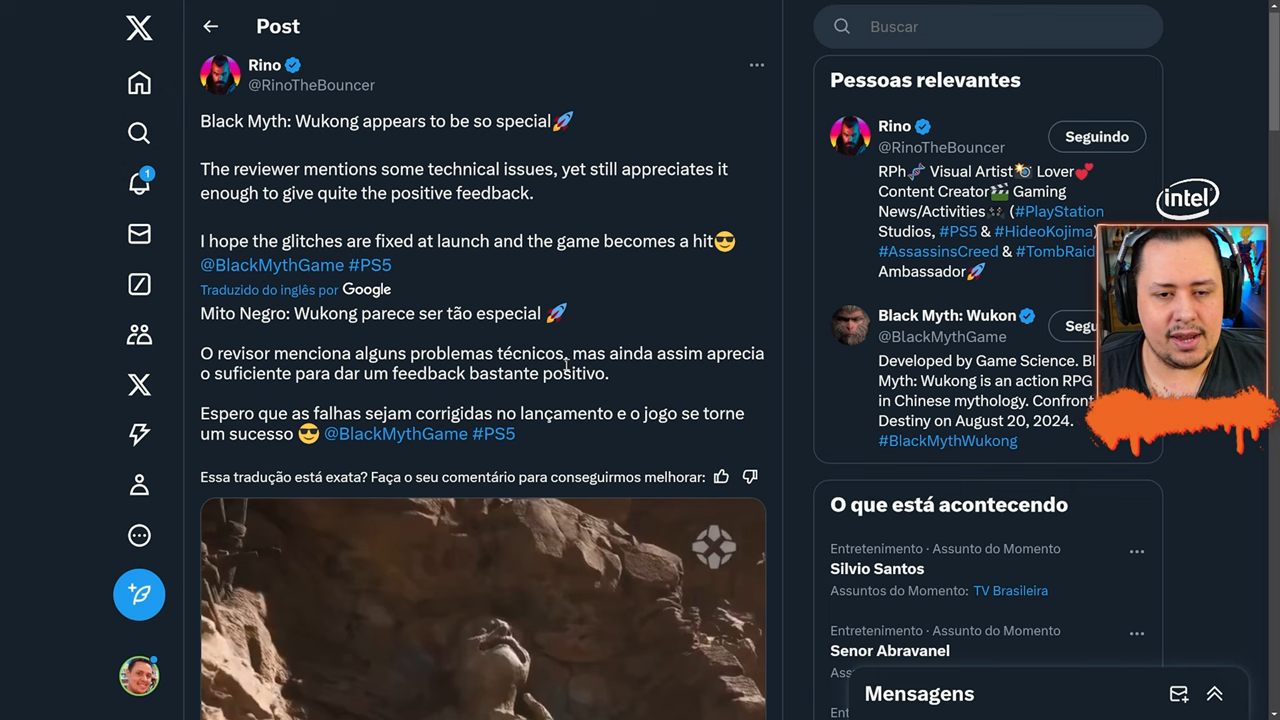 Post
Rino
@RinoTheBouncer
Black Myth: Wukong appears to be so special🚀
The reviewer mentions some technical issues, yet still appreciates it
enough to give quite the positive feedback.
I hope the glitches are fixed at launch and the game becomes a hit😎
@BlackMythGame #PS5
Traduzido do inglês por Google
Mito Negro: Wukong parece ser tão especial 🚀
O revisor menciona alguns problemas técnicos, mas ainda assim aprecia
o suficiente para dar um feedback bastante positivo.
Espero que as falhas sejam corrigidas no lançamento e o jogo se torne
um sucesso 😎 @BlackMythGame #PS5
Essa tradução está exata? Faça o seu comentário para conseguirmos melhorar:
1
Buscar
Pessoas relevantes
Rino
@RinoTheBouncer
Seguindo
RPh🧬 Visual Artist📸 Lover💕
Content Creator🎬 Gaming
News/Activities🎮 (#PlayStation
Studios, #PS5 & #HideoKojima)
#AssassinsCreed & #TombRaid
Ambassador🚀
intel
Black Myth: Wukon
@BlackMythGame
Segu
Developed by Game Science. Bl
Myth: Wukong is an action RPG
in Chinese mythology. Confront
Destiny on August 20, 2024.
#BlackMythWukong
O que está acontecendo
Entretenimento · Assunto do Momento
Silvio Santos
Assuntos do Momento: TV Brasileira
Entretenimento · Assunto do Momento
Senor Abravanel
Ass
Ent
Mensagens